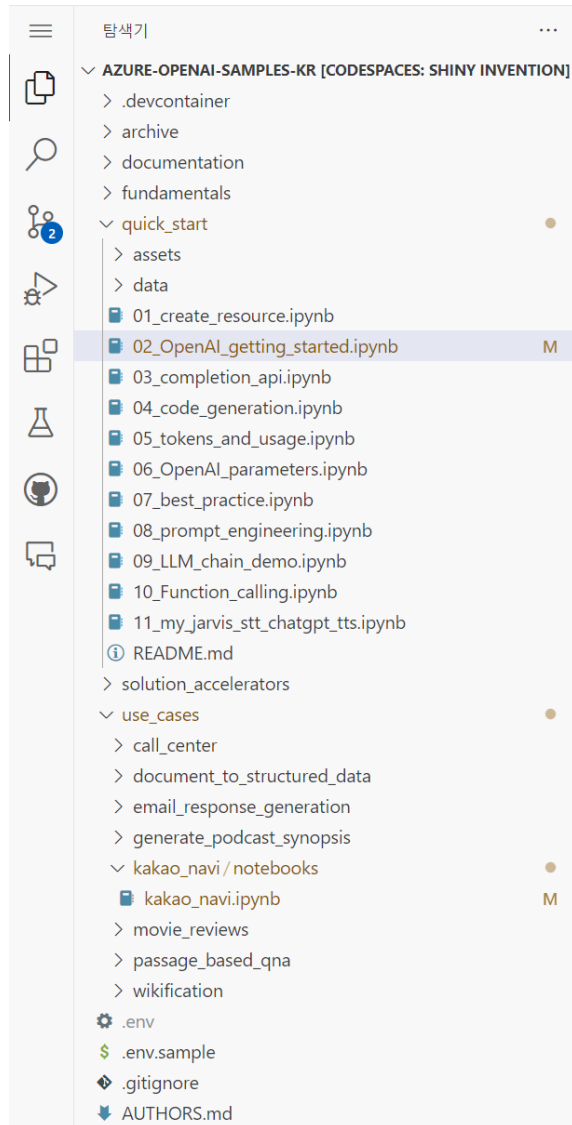 탐색기
AZURE-OPENAI-SAMPLES-KR [CODESPACES: SHINY INVENTION]
.devcontainer
archive
documentation
fundamentals
quick_start
assets
data
01_create_resource.ipynb
02_OpenAI_getting_started.ipynb M
03_completion_api.ipynb
04_code_generation.ipynb
05_tokens_and_usage.ipynb
06_OpenAI_parameters.ipynb
07_best_practice.ipynb
08_prompt_engineering.ipynb
09_LLM_chain_demo.ipynb
10_Function_calling.ipynb
11_my_jarvis_stt_chatgpt_tts.ipynb
README.md
solution_accelerators
use_cases
call_center
document_to_structured_data
email_response_generation
generate_podcast_synopsis
kakao_navi / notebooks
kakao_navi.ipynb M
movie_reviews
passage_based_qna
wikification
.env
.env.sample
.gitignore
AUTHORS.md
2